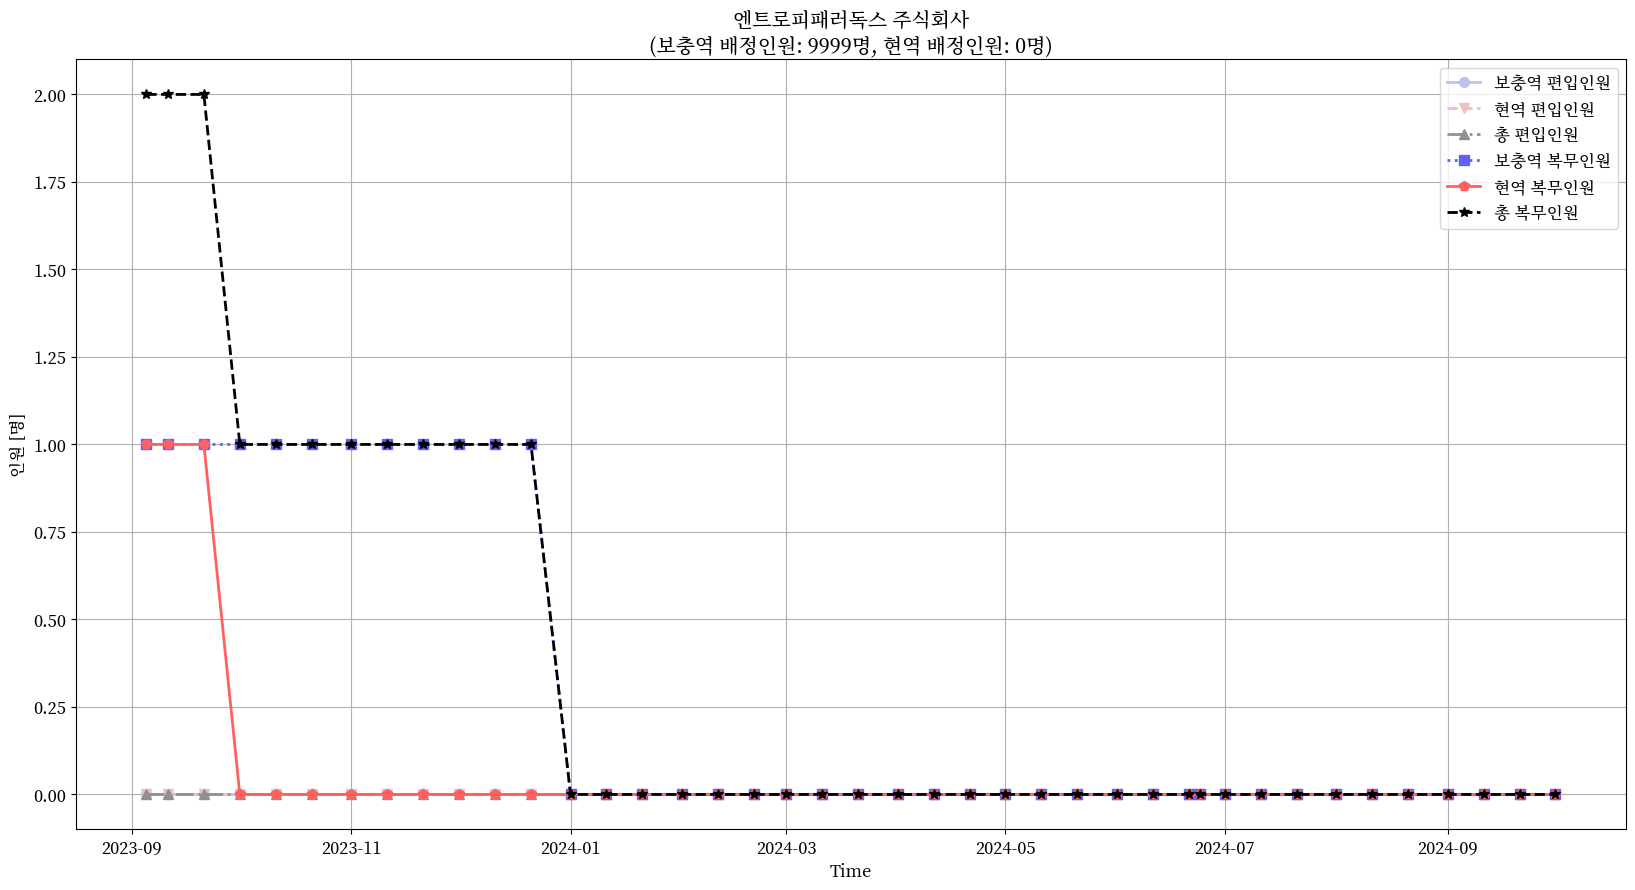 엔트로피패러독스 주식회사
(보충역 배정인원: 9999명, 현역 배정인원: 0명)
보충역 편입인원
현역 편입인원
총 편입인원
보충역 복무인원
현역 복무인원
총 복무인원
2.00
1.75
1.50
1.25
1.00
0.75
0.50
0.25
0.00
인원 [명]
2023-09 2023-11 2024-01 2024-03 2024-05 2024-07 2024-09
Time